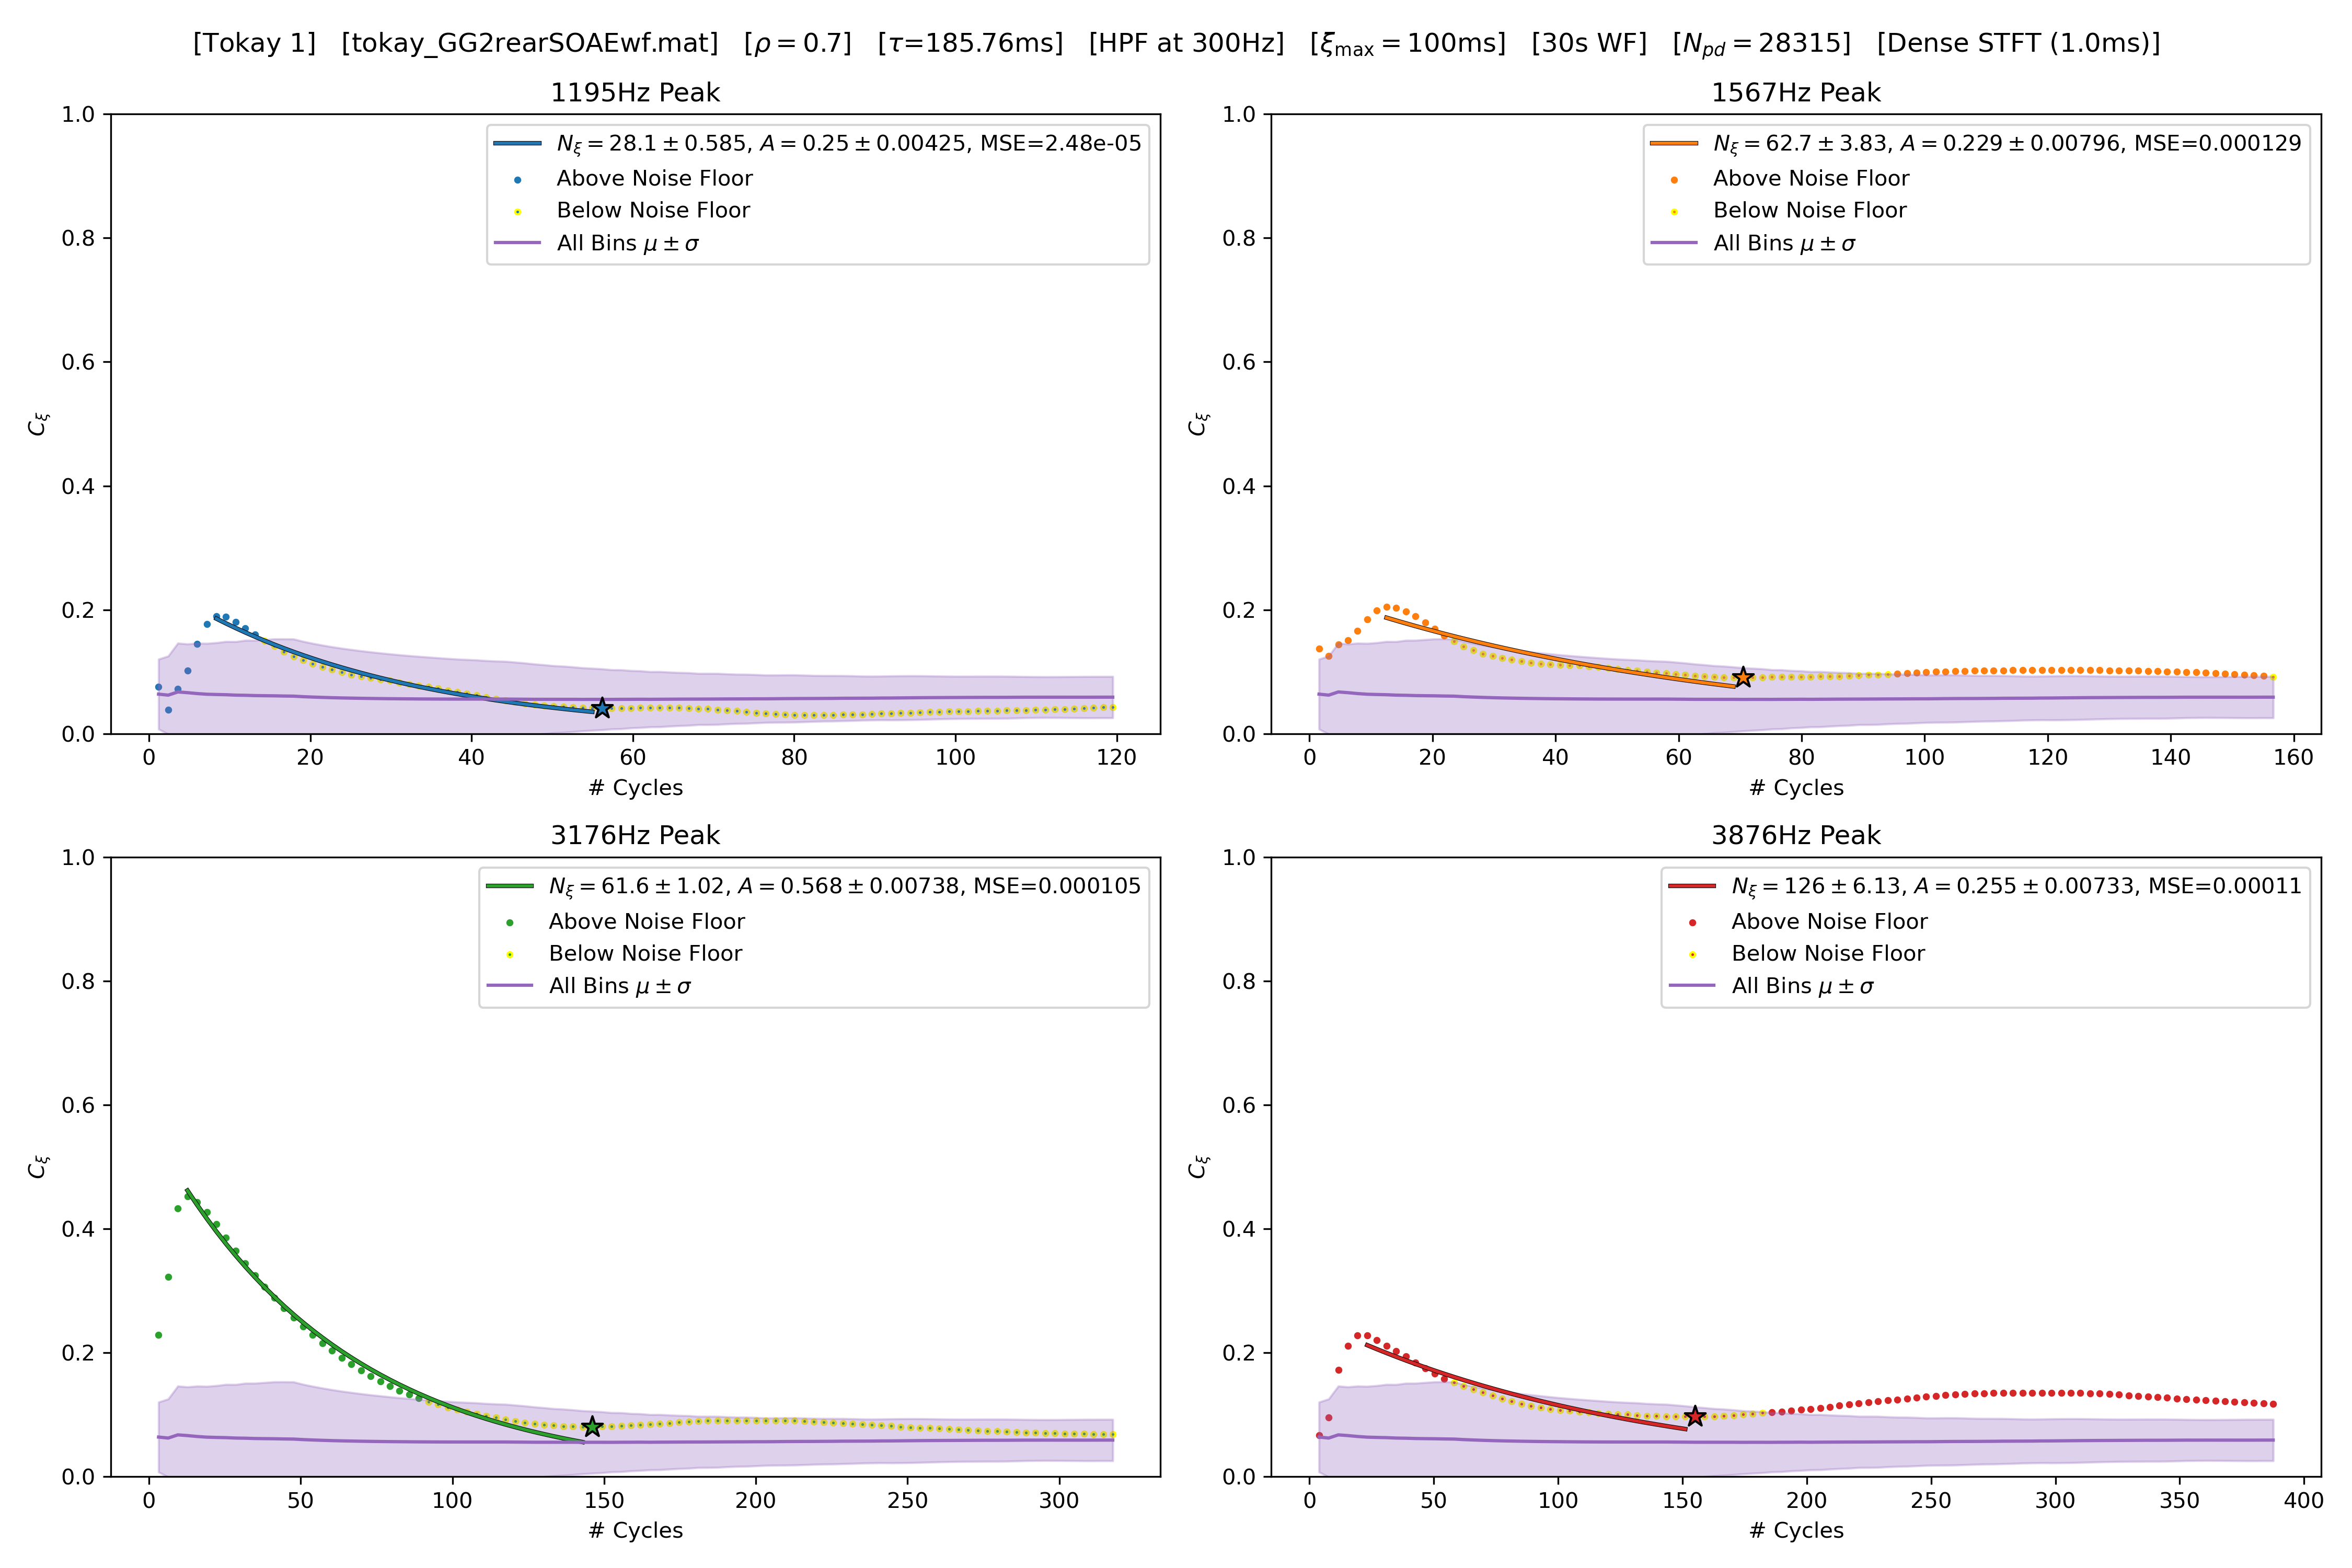 [Tokay 1] [tokay_GG2rearSOAEwf.mat] [ρ = 0.7] [τ=185.76ms] [HPF at 300Hz] [ξmax = 100ms] [30s WF] [Npd = 28315] [Dense STFT (1.0ms)]
1195Hz Peak
1.0
0.8
0.6
0.4
0.2
0.0
Cξ
Nξ = 28.1 ± 0.585, A = 0.25 ± 0.00425, MSE=2.48e-05
Above Noise Floor
Below Noise Floor
All Bins μ ± σ
0 20 40 60 80 100 120
# Cycles
1567Hz Peak
1.0
0.8
0.6
0.4
0.2
0.0
Cξ
Nξ = 62.7 ± 3.83, A = 0.229 ± 0.00796, MSE=0.000129
Above Noise Floor
Below Noise Floor
All Bins μ ± σ
0 20 40 60 80 100 120 140 160
# Cycles
3176Hz Peak
1.0
0.8
0.6
0.4
0.2
0.0
Cξ
Nξ = 61.6 ± 1.02, A = 0.568 ± 0.00738, MSE=0.000105
Above Noise Floor
Below Noise Floor
All Bins μ ± σ
0 50 100 150 200 250 300
# Cycles
3876Hz Peak
1.0
0.8
0.6
0.4
0.2
0.0
Cξ
Nξ = 126 ± 6.13, A = 0.255 ± 0.00733, MSE=0.00011
Above Noise Floor
Below Noise Floor
All Bins μ ± σ
0 50 100 150 200 250 300 350 400
# Cycles